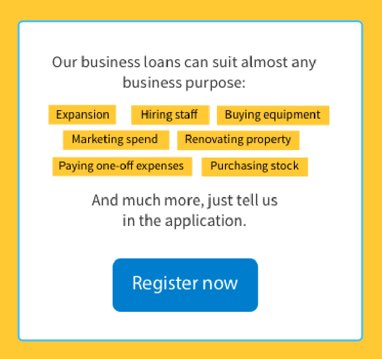 Our business loans can suit almost any
business purpose:
Expansion Hiring staff Buying equipment
Marketing spend Renovating property
Paying one-off expenses Purchasing stock
And much more, just tell us
in the application.
Register now